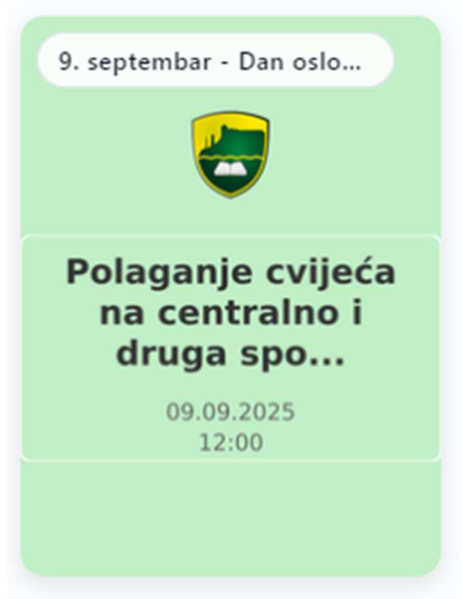 9. septembar - Dan oslo...
Polaganje cvijeća
na centralno i
druga spo...
09.09.2025
12:00